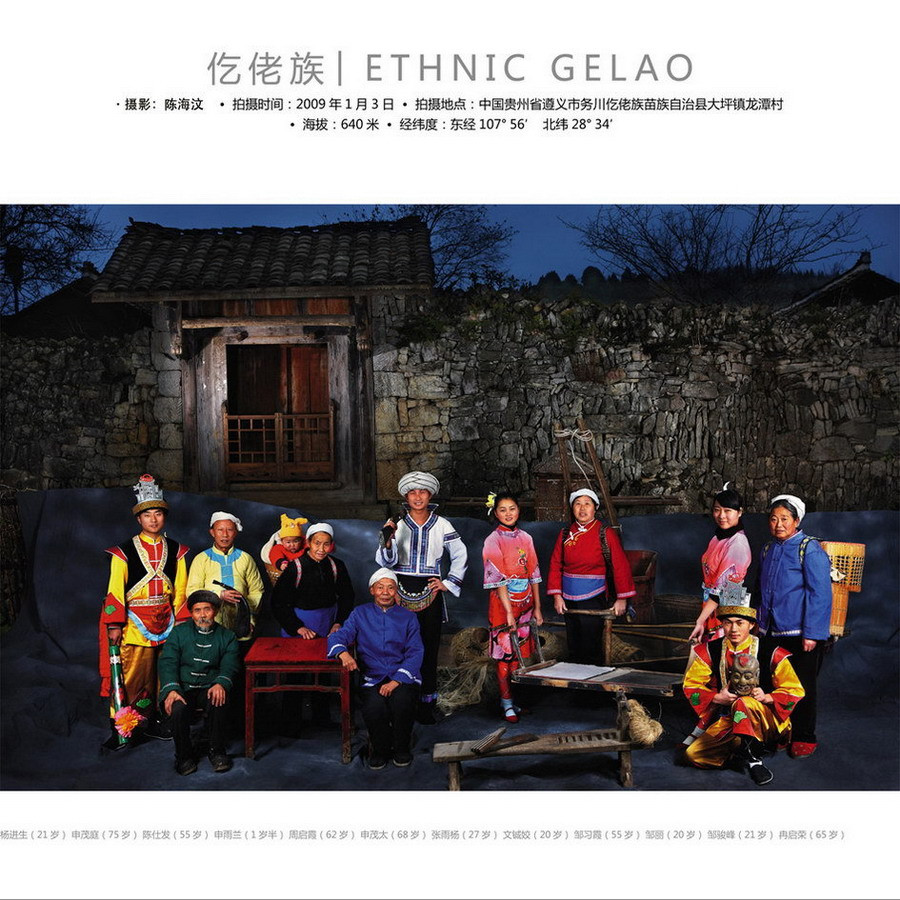 仡佬族| ETHNIC GELAO
· 摄影：陈海汶 • 拍摄时间：2009 年 1 月 3 日 • 拍摄地点：中国贵州省遵义市务川仡佬族苗族自治县大坪镇龙潭村
• 海拔：640 米 • 经纬度：东经 107° 56′ 北纬 28° 34′
杨进生（21 岁） 申茂庭（75 岁） 陈仕发（55 岁） 申雨兰（1 岁半） 周启霞（62 岁） 申茂太（68 岁） 张雨杨（27 岁） 文铖姣（20 岁） 邹习霞（55 岁） 邹丽（20 岁） 邹骏峰（21 岁） 冉启荣（65 岁）